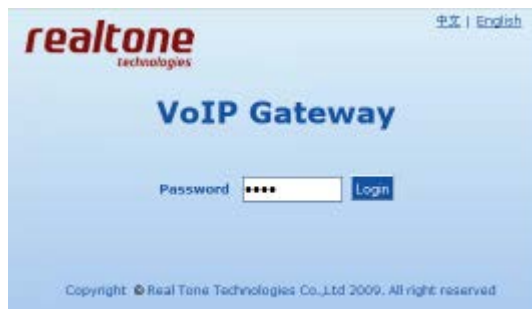 realtone
technologies
中文 | English
VoIP Gateway
Password •••• Login
Copyright © Real Tone Technologies Co.,Ltd 2009. All right reserved